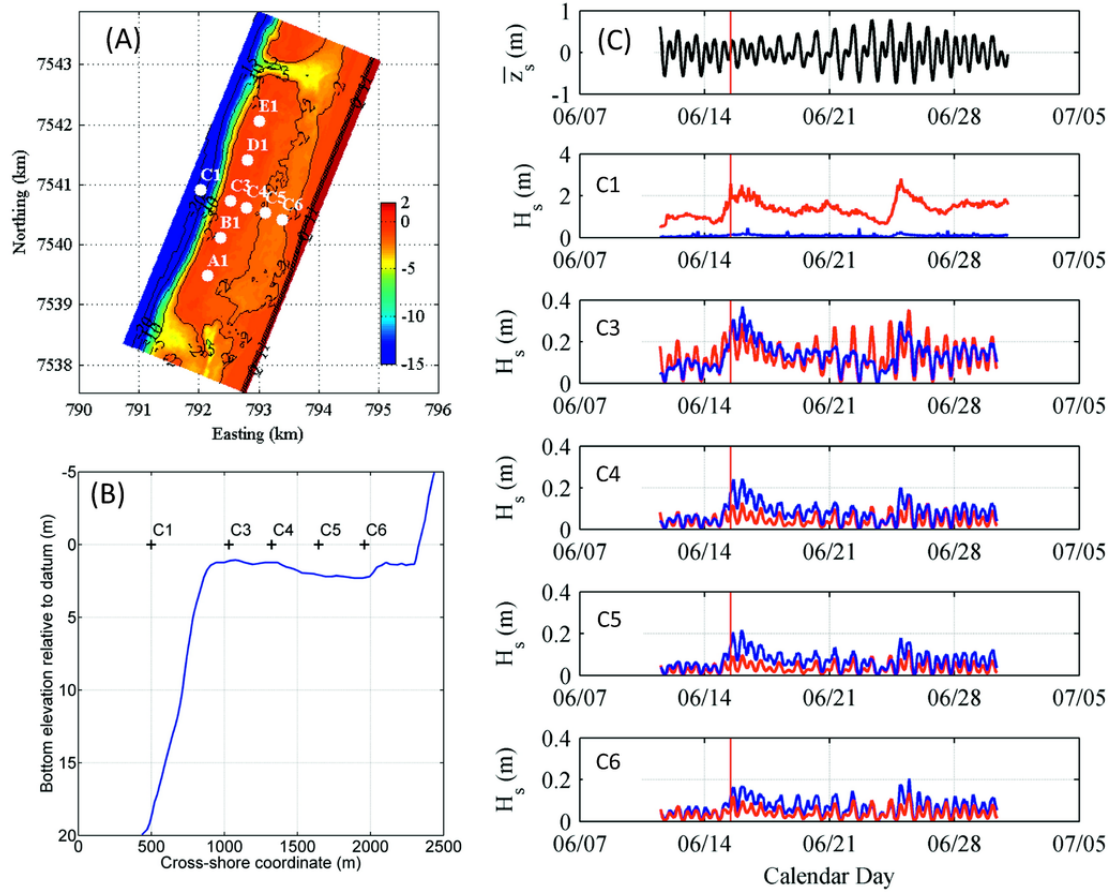 (A)
7543
7542
7541
7540
7539
7538
Northing (km)
790 791 792 793 794 795 796
Easting (km)
E1
D1
C1
C3 C4 C5 C6
B1
A1
2
0
-5
-10
-15
(B)
-5
0
5
10
15
20
Bottom elevation relative to datum (m)
C1 C3 C4 C5 C6
0 500 1000 1500 2000 2500
Cross-shore coordinate (m)
(C)
z̅s (m)
1
0
-1
06/07 06/14 06/21 06/28 07/05
C1
Hs (m)
4
2
0
06/07 06/14 06/21 06/28 07/05
C3
Hs (m)
0.4
0.2
0
06/07 06/14 06/21 06/28 07/05
C4
Hs (m)
0.4
0.2
0
06/07 06/14 06/21 06/28 07/05
C5
Hs (m)
0.4
0.2
0
06/07 06/14 06/21 06/28 07/05
C6
Hs (m)
0.4
0.2
0
06/07 06/14 06/21 06/28 07/05
Calendar Day